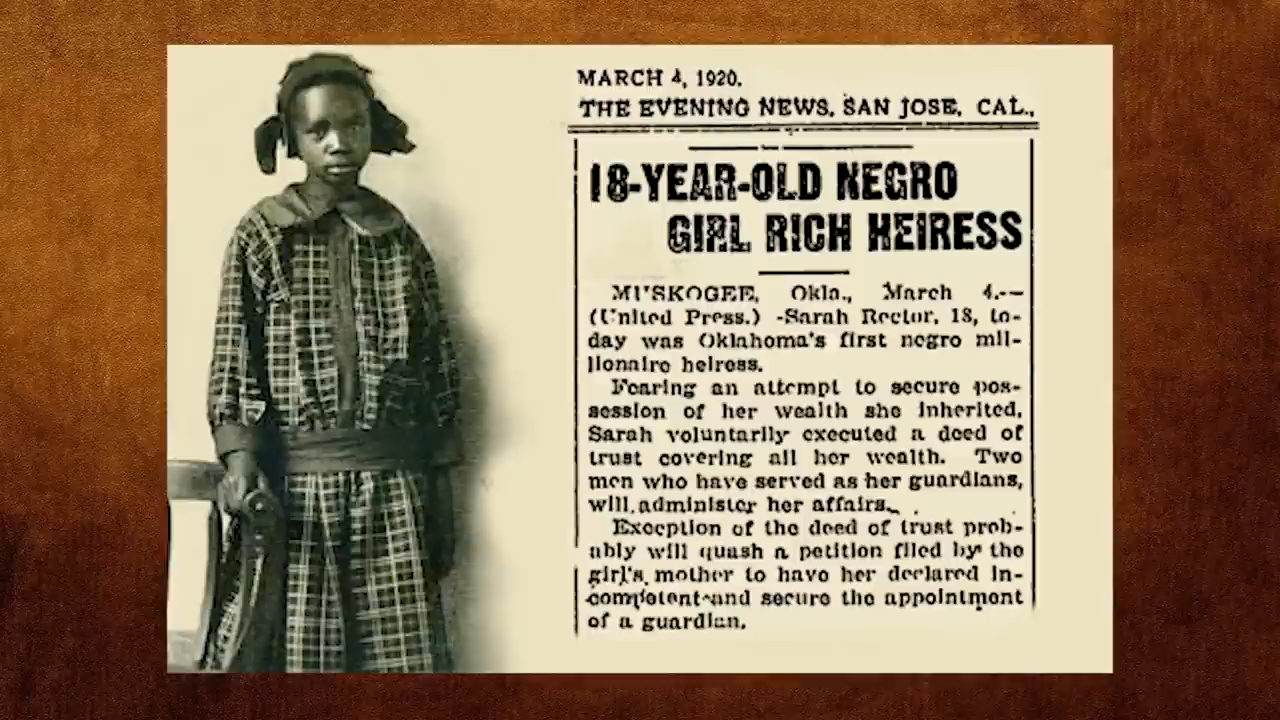 MARCH 4, 1920.
THE EVENING NEWS, SAN JOSE, CAL.,
18-YEAR-OLD NEGRO
GIRL RICH HEIRESS
MUSKOGEE, Okla., March 4.--
(United Press.) -Sarah Rector, 18, to-
day was Oklahoma's first negro mil-
lionaire heiress.
Fearing an attempt to secure pos-
session of her wealth she inherited,
Sarah voluntarily executed a deed of
trust covering all her wealth. Two
men who have served as her guardians,
will administer her affairs.
Exception of the deed of trust prob-
ably will quash a petition filed by the
girl's mother to have her declared in-
competent and secure the appointment
of a guardian.